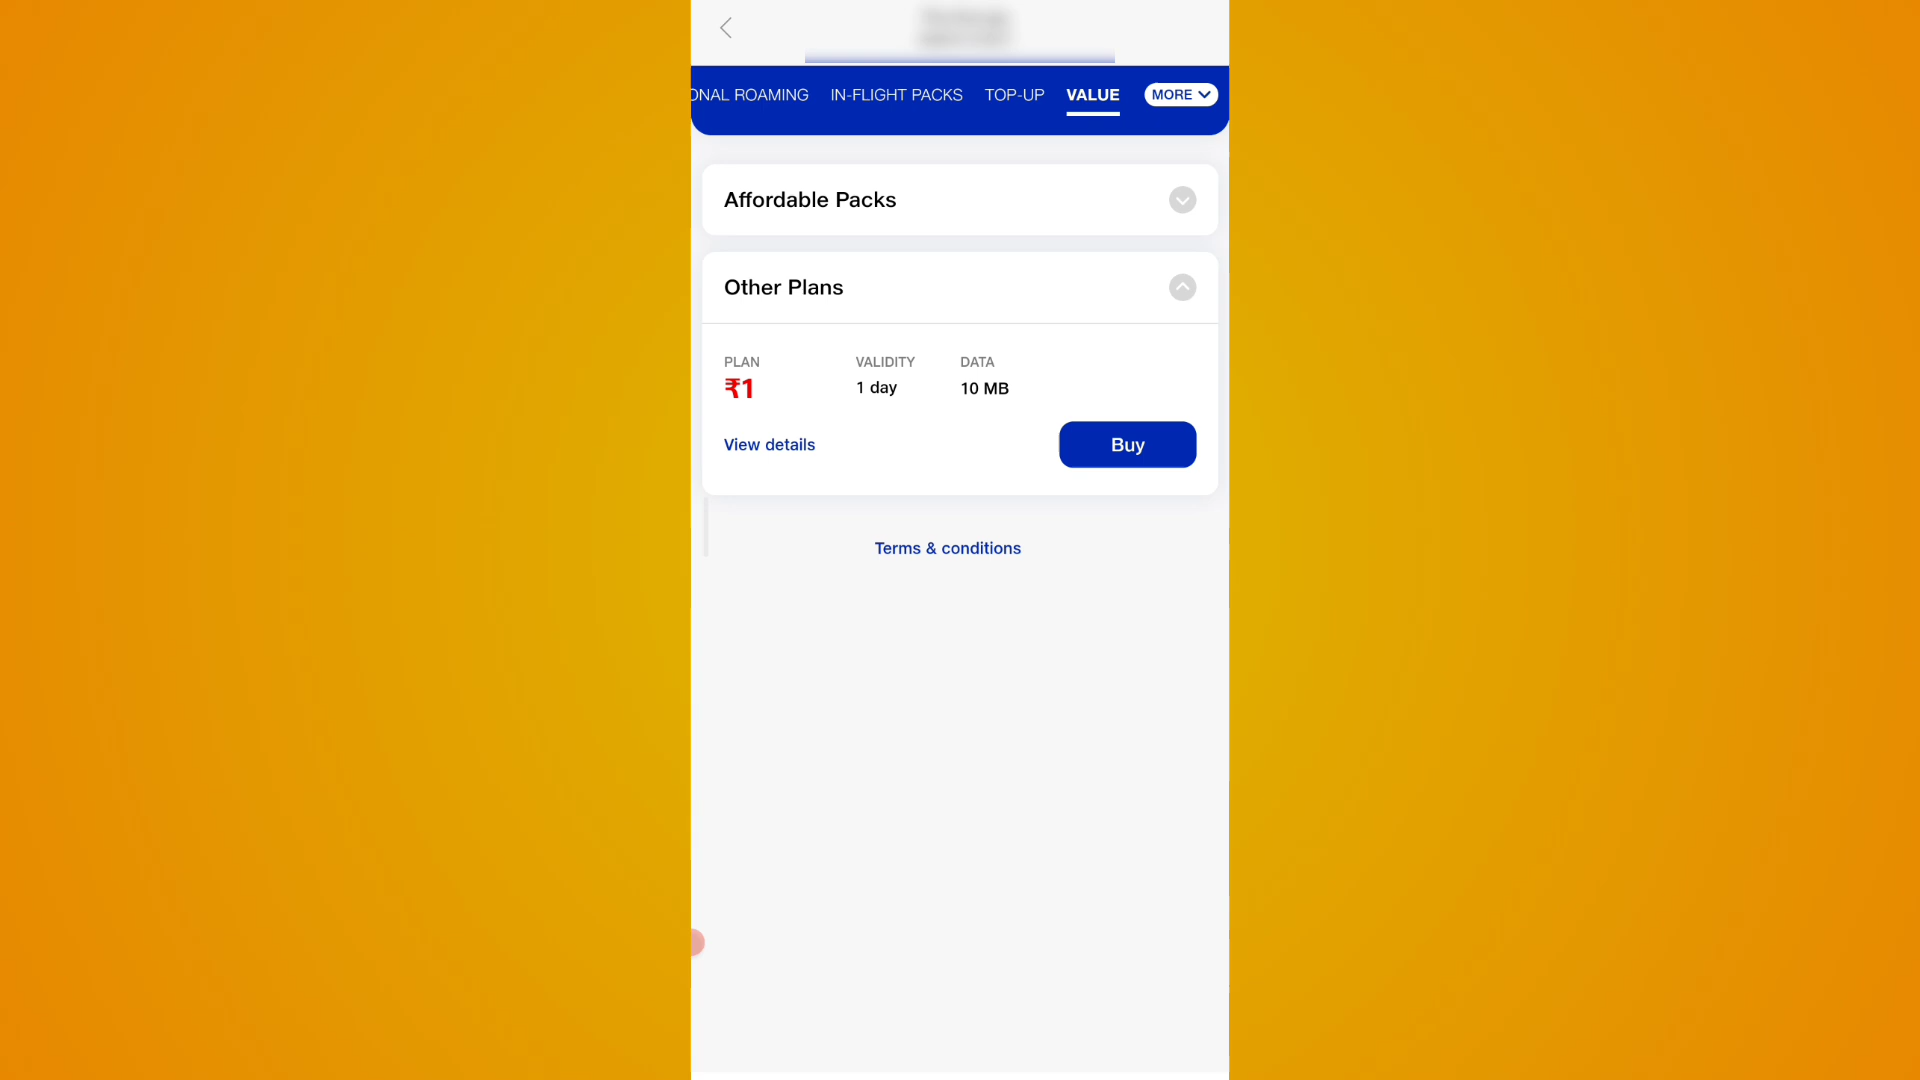 ONAL ROAMING IN-FLIGHT PACKS TOP-UP VALUE MORE
Affordable Packs
Other Plans
PLAN VALIDITY DATA
₹1 1 day 10 MB
View details Buy
Terms & conditions